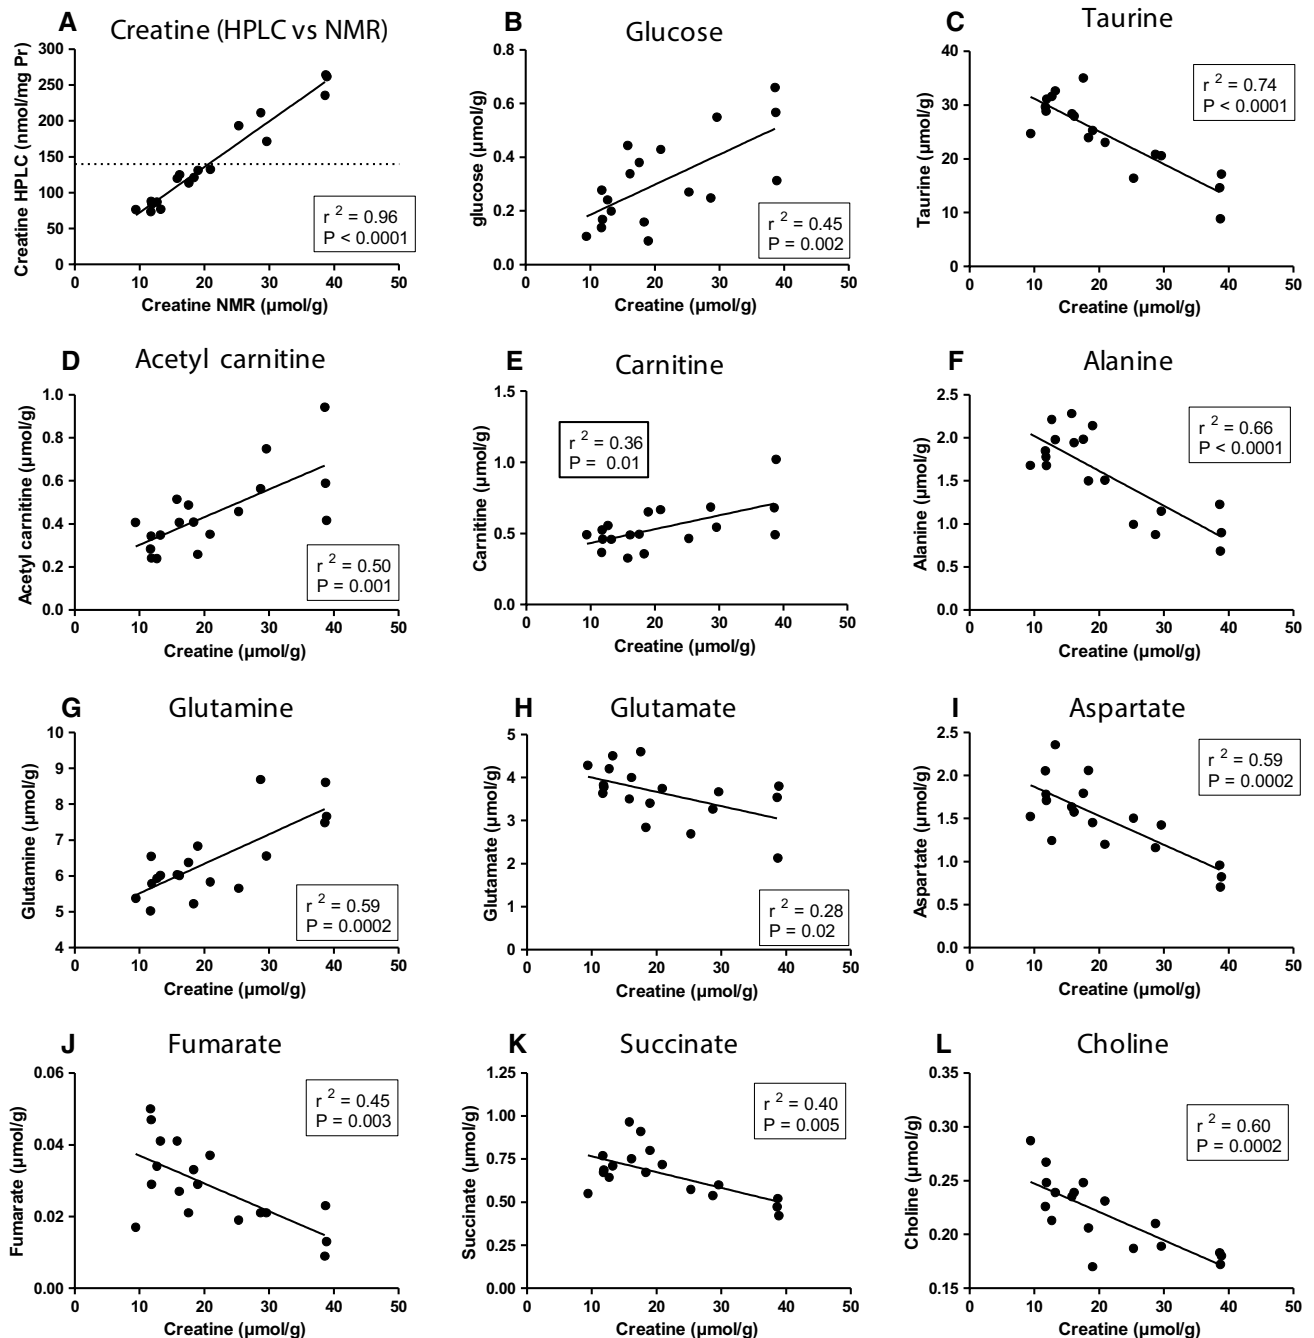 A Creatine (HPLC vs NMR)
300
250
200
150
100
50
0
Creatine HPLC (nmol/mg Pr)
r 2 = 0.96
P < 0.0001
0 10 20 30 40 50
Creatine NMR (µmol/g)
B Glucose
0.8
0.6
0.4
0.2
0.0
glucose (µmol/g)
r 2 = 0.45
P = 0.002
0 10 20 30 40 50
Creatine (µmol/g)
C Taurine
40
30
20
10
0
Taurine (µmol/g)
r 2 = 0.74
P < 0.0001
0 10 20 30 40 50
Creatine (µmol/g)
D Acetyl carnitine
1.0
0.8
0.6
0.4
0.2
0.0
Acetyl carnitine (µmol/g)
r 2 = 0.50
P = 0.001
0 10 20 30 40 50
Creatine (µmol/g)
E Carnitine
1.5
1.0
0.5
0.0
Carnitine (µmol/g)
r 2 = 0.36
P = 0.01
0 10 20 30 40 50
Creatine (µmol/g)
F Alanine
2.5
2.0
1.5
1.0
0.5
0.0
Alanine (µmol/g)
r 2 = 0.66
P < 0.0001
0 10 20 30 40 50
Creatine (µmol/g)
G Glutamine
10
9
8
7
6
5
4
Glutamine (µmol/g)
r 2 = 0.59
P = 0.0002
0 10 20 30 40 50
Creatine (µmol/g)
H Glutamate
5
4
3
2
1
0
Glutamate (µmol/g)
r 2 = 0.28
P = 0.02
0 10 20 30 40 50
Creatine (µmol/g)
I Aspartate
2.5
2.0
1.5
1.0
0.5
0.0
Aspartate (µmol/g)
r 2 = 0.59
P = 0.0002
0 10 20 30 40 50
Creatine (µmol/g)
J Fumarate
0.06
0.04
0.02
0.00
Fumarate (µmol/g)
r 2 = 0.45
P = 0.003
0 10 20 30 40 50
Creatine (µmol/g)
K Succinate
1.25
1.00
0.75
0.50
0.25
0.00
Succinate (µmol/g)
r 2 = 0.40
P = 0.005
0 10 20 30 40 50
Creatine (µmol/g)
L Choline
0.35
0.30
0.25
0.20
0.15
Choline (µmol/g)
r 2 = 0.60
P = 0.0002
0 10 20 30 40 50
Creatine (µmol/g)